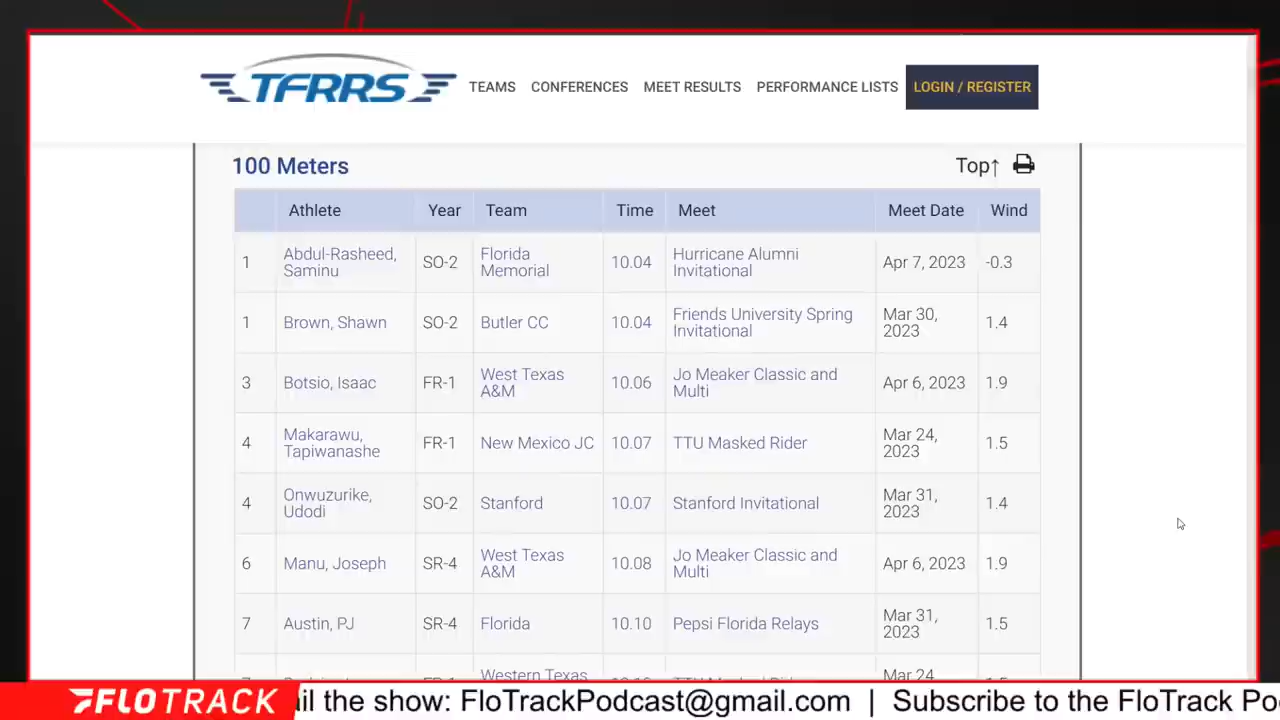 TFRRS TEAMS CONFERENCES MEET RESULTS PERFORMANCE LISTS LOGIN / REGISTER
100 Meters Top↑
Athlete Year Team Time Meet Meet Date Wind
1 Abdul-Rasheed, Saminu SO-2 Florida Memorial 10.04 Hurricane Alumni Invitational Apr 7, 2023 -0.3
1 Brown, Shawn SO-2 Butler CC 10.04 Friends University Spring Invitational Mar 30, 2023 1.4
3 Botsio, Isaac FR-1 West Texas A&M 10.06 Jo Meaker Classic and Multi Apr 6, 2023 1.9
4 Makarawu, Tapiwanashe FR-1 New Mexico JC 10.07 TTU Masked Rider Mar 24, 2023 1.5
4 Onwuzurike, Udodi SO-2 Stanford 10.07 Stanford Invitational Mar 31, 2023 1.4
6 Manu, Joseph SR-4 West Texas A&M 10.08 Jo Meaker Classic and Multi Apr 6, 2023 1.9
7 Austin, PJ SR-4 Florida 10.10 Pepsi Florida Relays Mar 31, 2023 1.5
Western Texas Mar 24
FLOTRACK ail the show: FloTrackPodcast@gmail.com | Subscribe to the FloTrack Po